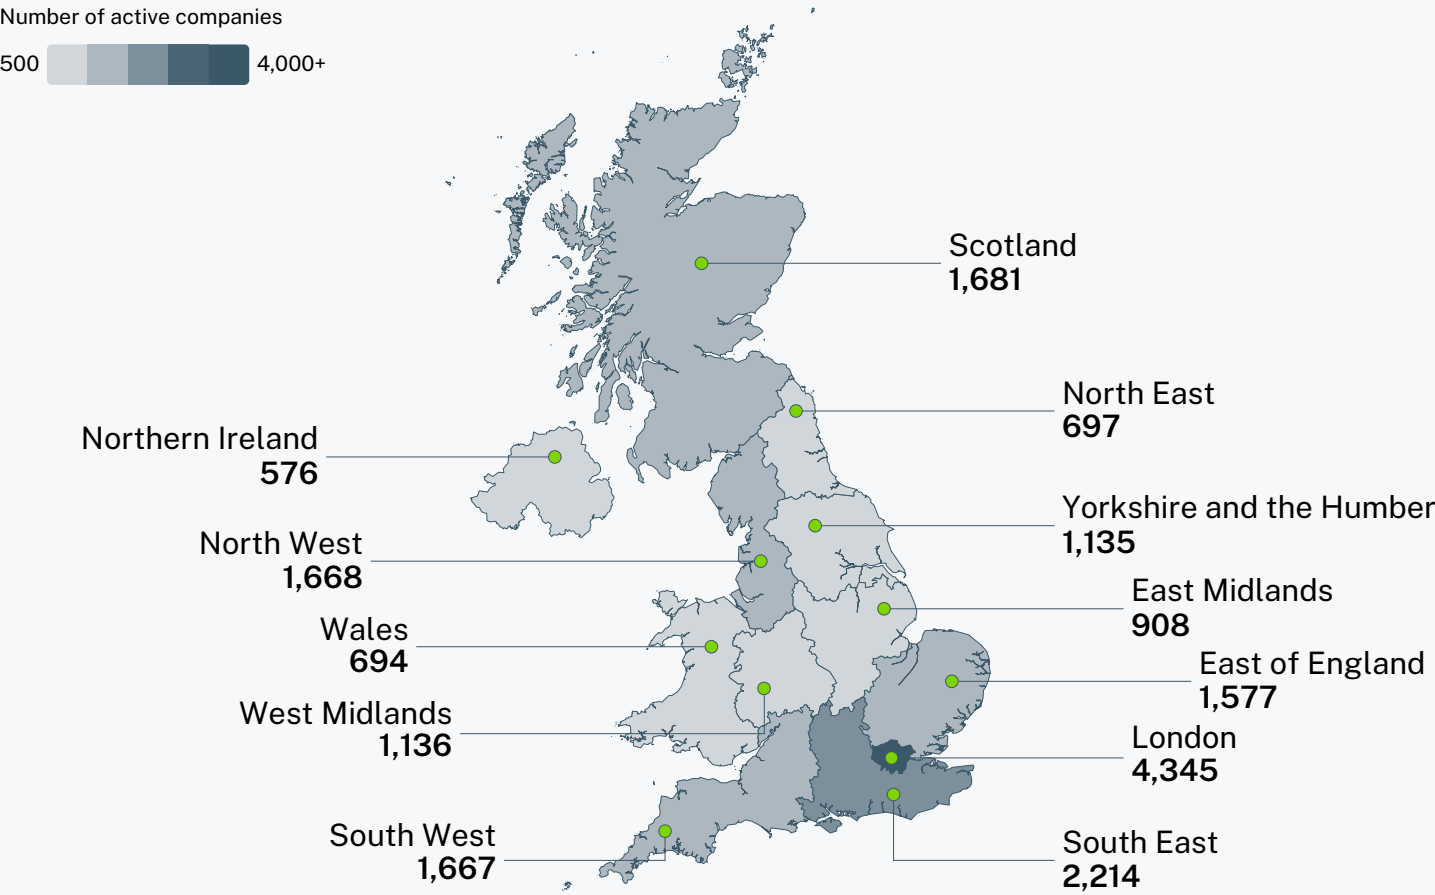 Number of active companies
500
4,000+
Scotland
1,681
North East
697
Northern Ireland
576
Yorkshire and the Humber
1,135
North West
1,668
East Midlands
908
Wales
694
East of England
1,577
West Midlands
1,136
London
4,345
South West
1,667
South East
2,214